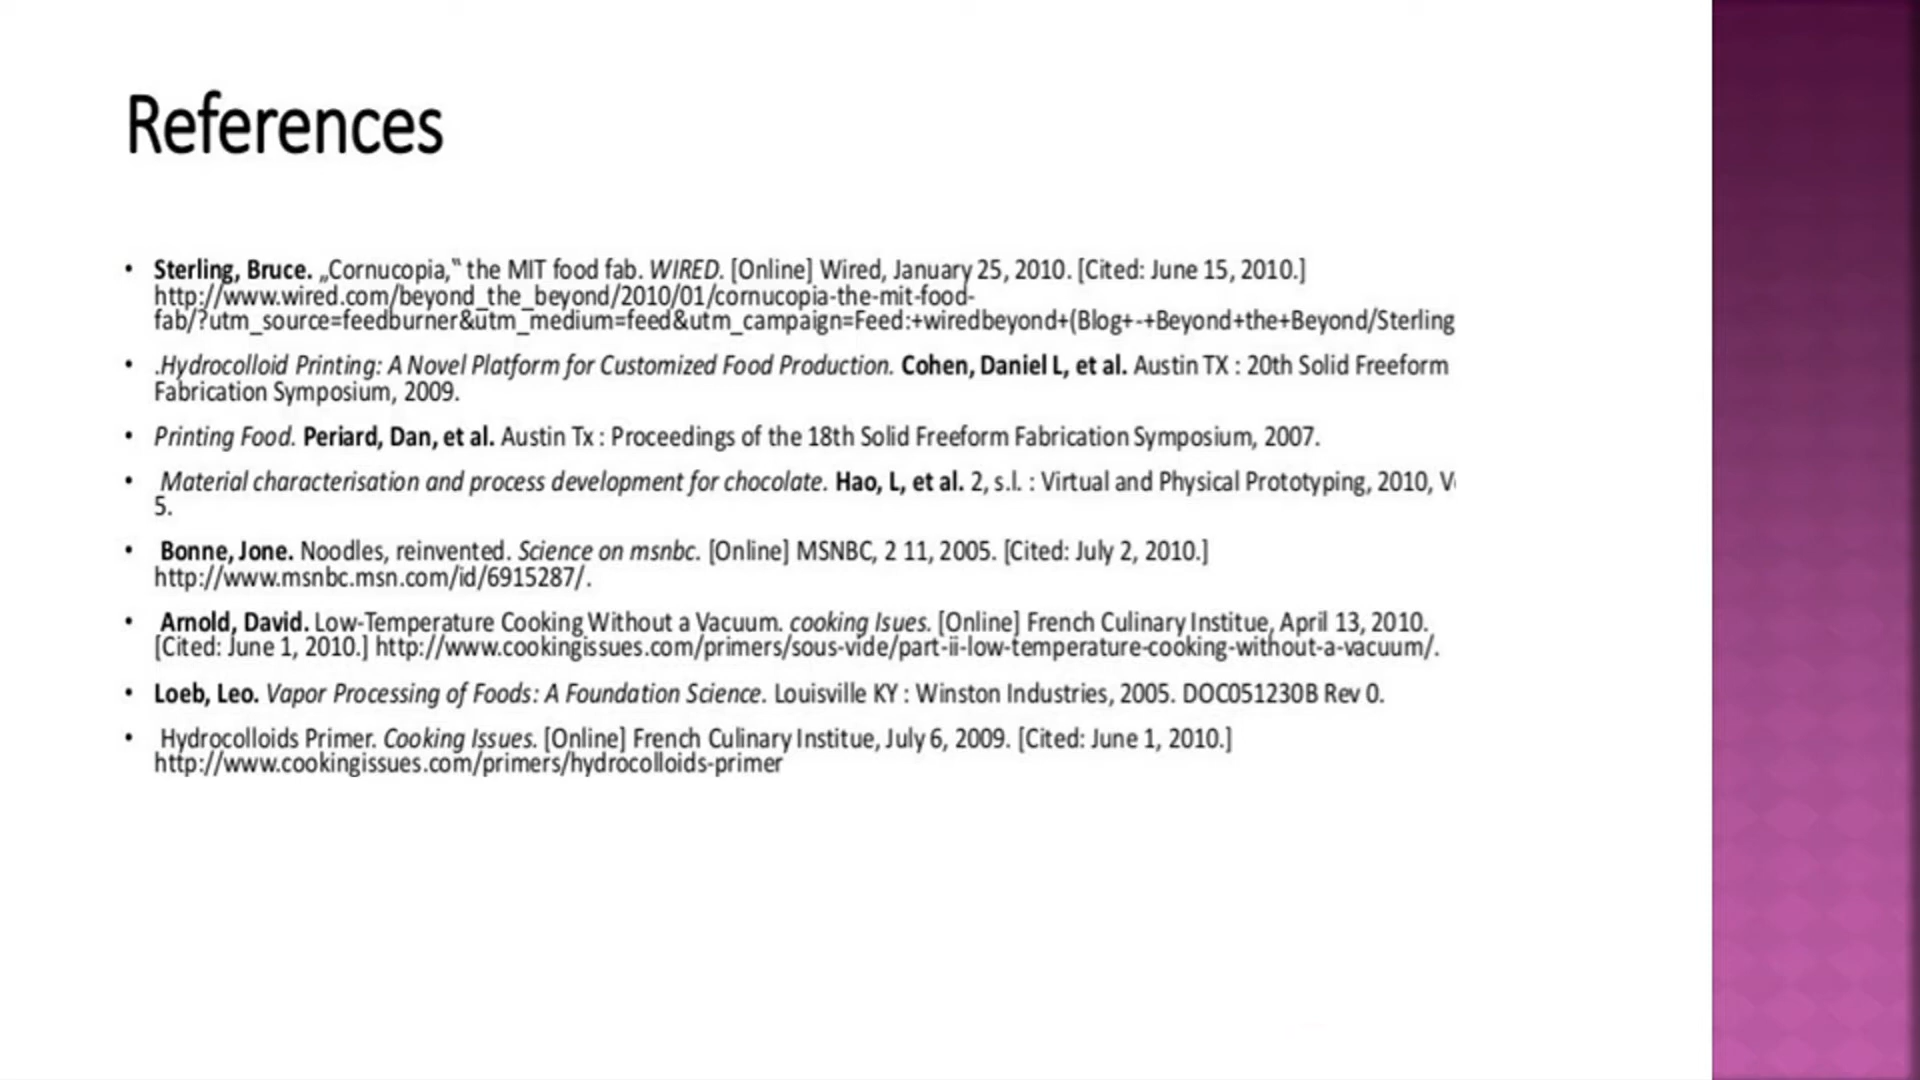 References
• Sterling, Bruce. „Cornucopia,‟ the MIT food fab. WIRED. [Online] Wired, January 25, 2010. [Cited: June 15, 2010.]
http://www.wired.com/beyond_the_beyond/2010/01/cornucopia-the-mit-food-
fab/?utm_source=feedburner&utm_medium=feed&utm_campaign=Feed:+wiredbeyond+(Blog+-+Beyond+the+Beyond/Sterling
• .Hydrocolloid Printing: A Novel Platform for Customized Food Production. Cohen, Daniel L, et al. Austin TX : 20th Solid Freeform
Fabrication Symposium, 2009.
• Printing Food. Periard, Dan, et al. Austin Tx : Proceedings of the 18th Solid Freeform Fabrication Symposium, 2007.
• Material characterisation and process development for chocolate. Hao, L, et al. 2, s.l. : Virtual and Physical Prototyping, 2010,
5.
• Bonne, Jone. Noodles, reinvented. Science on msnbc. [Online] MSNBC, 2 11, 2005. [Cited: July 2, 2010.]
http://www.msnbc.msn.com/id/6915287/.
• Arnold, David. Low-Temperature Cooking Without a Vacuum. cooking Isues. [Online] French Culinary Institue, April 13, 2010.
[Cited: June 1, 2010.] http://www.cookingissues.com/primers/sous-vide/part-ii-low-temperature-cooking-without-a-vacuum/.
• Loeb, Leo. Vapor Processing of Foods: A Foundation Science. Louisville KY : Winston Industries, 2005. DOC051230B Rev 0.
• Hydrocolloids Primer. Cooking Issues. [Online] French Culinary Institue, July 6, 2009. [Cited: June 1, 2010.]
http://www.cookingissues.com/primers/hydrocolloids-primer